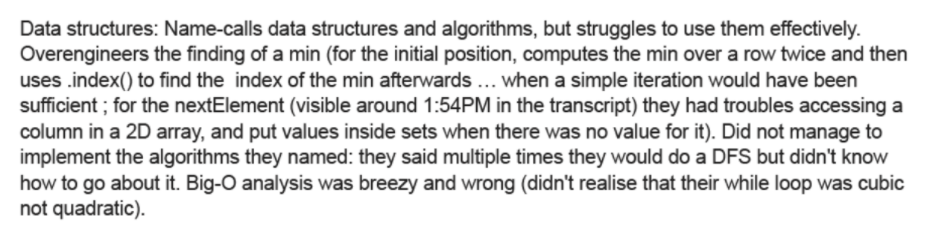 Data structures: Name-calls data structures and algorithms, but struggles to use them effectively.
Overengineers the finding of a min (for the initial position, computes the min over a row twice and then
uses .index() to find the  index of the min afterwards ... when a simple iteration would have been
sufficient ; for the nextElement (visible around 1:54PM in the transcript) they had troubles accessing a
column in a 2D array, and put values inside sets when there was no value for it). Did not manage to
implement the algorithms they named: they said multiple times they would do a DFS but didn't know
how to go about it. Big-O analysis was breezy and wrong (didn't realise that their while loop was cubic
not quadratic).